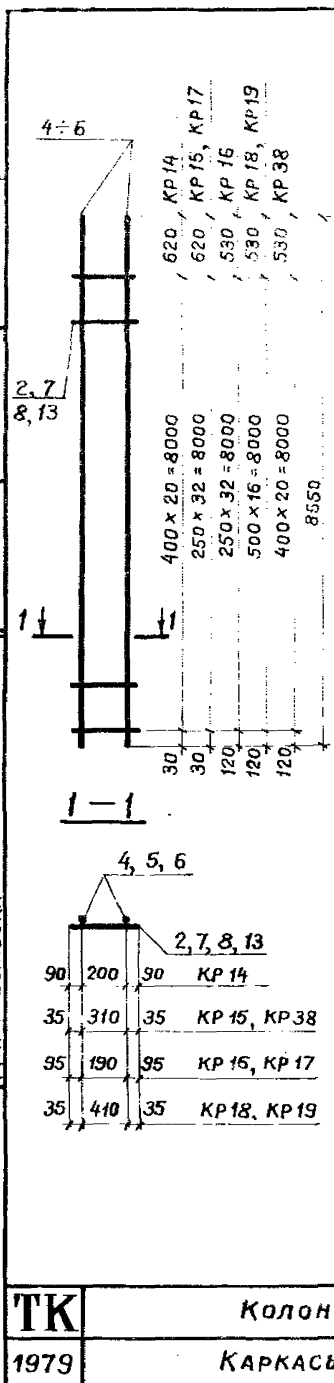 4÷6
620 КР14
620 КР15, КР17
530 КР16
530 КР18, КР19
530 КР38
2, 7
8, 13
400 x 20 = 8000
250 x 32 = 8000
250 x 32 = 8000
500 x 16 = 8000
400 x 20 = 8000
8550
1 1
30 30 120 120 120
1 — 1
4, 5, 6
2, 7, 8, 13
90 200 90 КР14
35 310 35 КР15, КР38
95 190 95 КР16, КР17
35 410 35 КР18, КР19
ТК Колон
1979 Каркасы